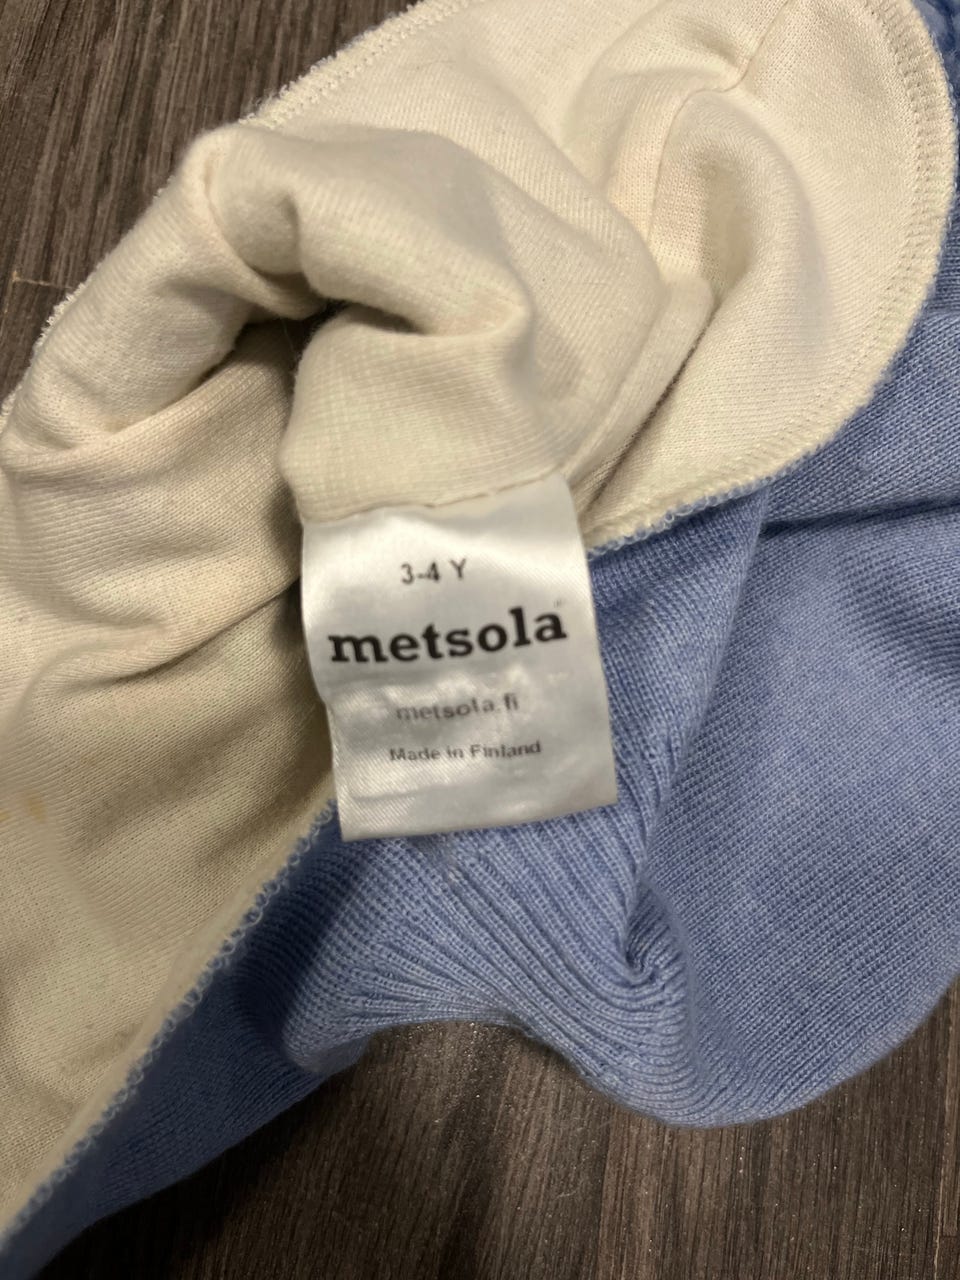 3-4 Y
metsola
metsola.fi
Made in Finland